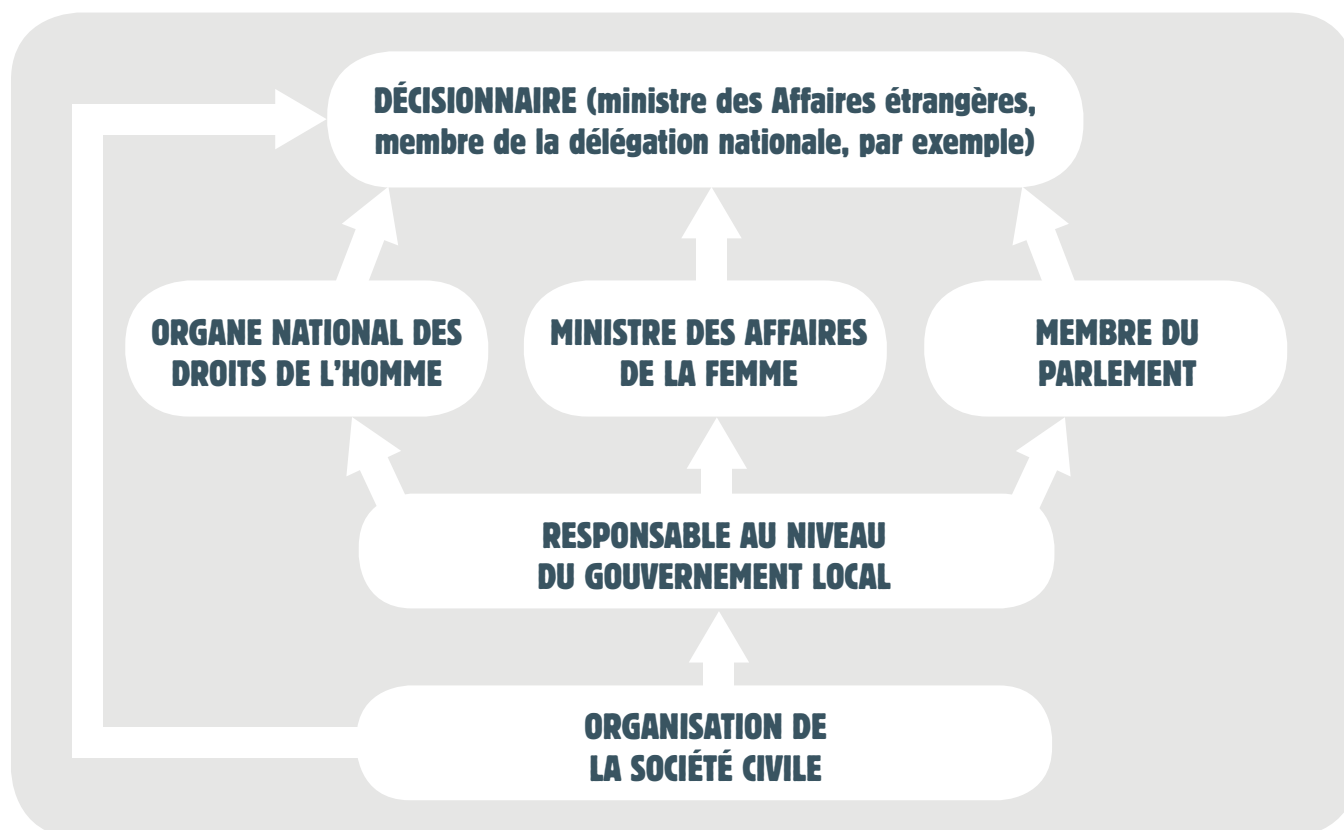 DÉCISIONNAIRE (ministre des Affaires étrangères,
membre de la délégation nationale, par exemple)
ORGANE NATIONAL DES
DROITS DE L’HOMME
MINISTRE DES AFFAIRES
DE LA FEMME
MEMBRE DU
PARLEMENT
RESPONSABLE AU NIVEAU
DU GOUVERNEMENT LOCAL
ORGANISATION DE
LA SOCIÉTÉ CIVILE